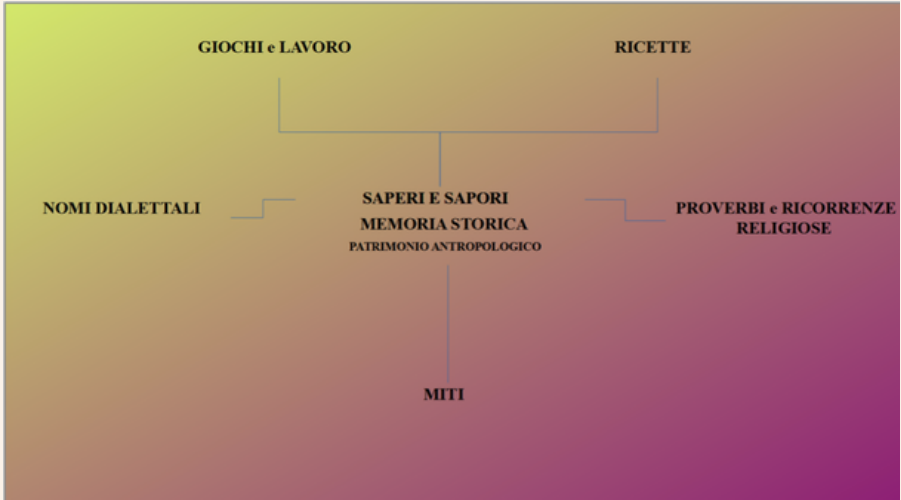 GIOCHI e LAVORO
RICETTE
NOMI DIALETTALI
SAPERI E SAPORI
MEMORIA STORICA
PATRIMONIO ANTROPOLOGICO
PROVERBI e RICORRENZE
RELIGIOSE
MITI